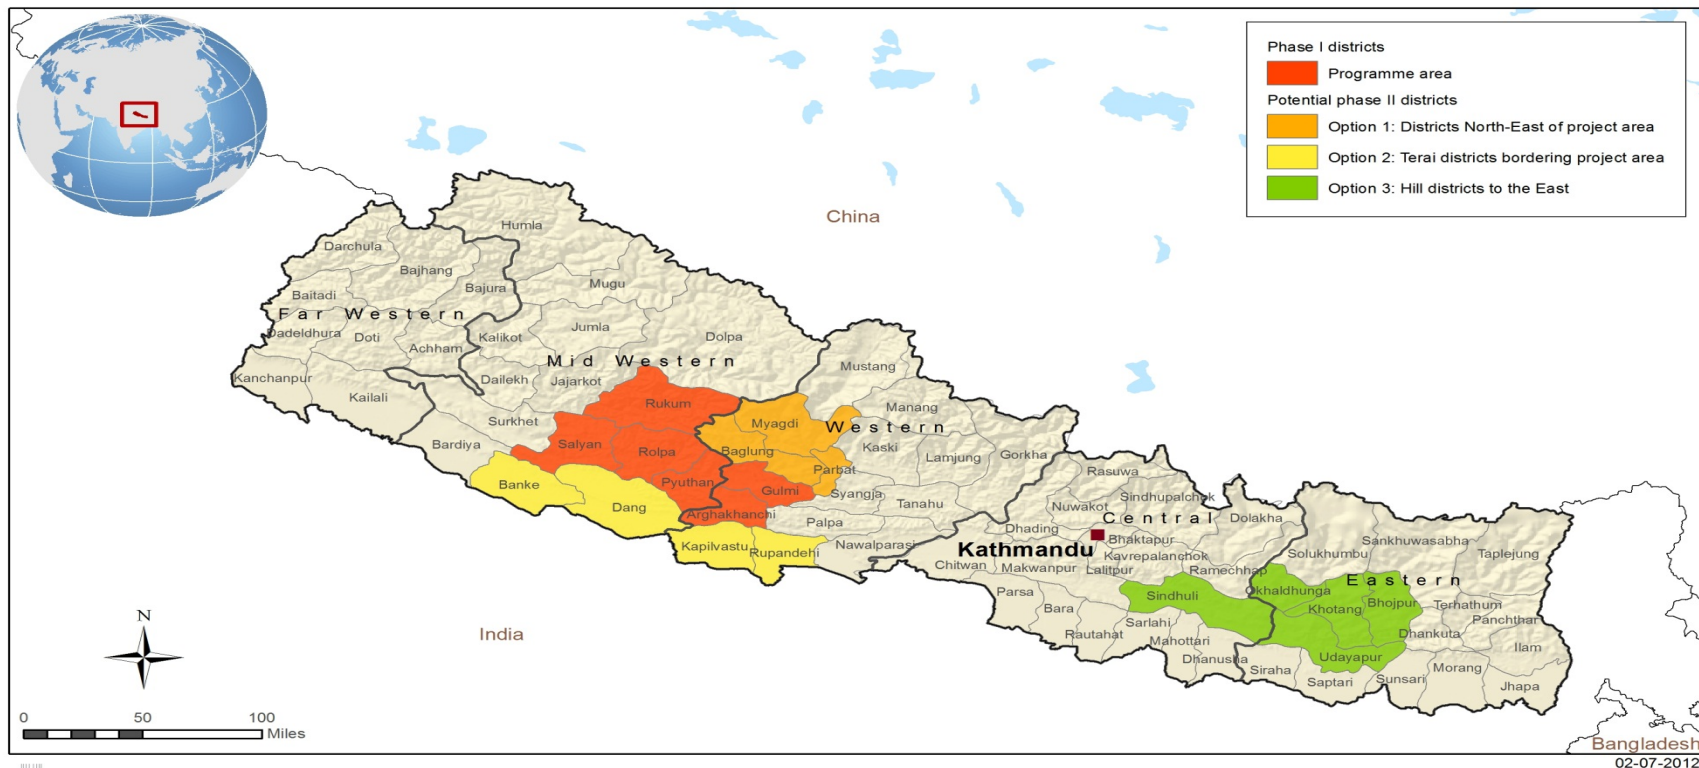 Phase I districts
Programme area
Potential phase II districts
Option 1: Districts North-East of project area
Option 2: Terai districts bordering project area
Option 3: Hill districts to the East
China
Humla
Darchula
Bajhang
Bajura
Mugu
Baitadi
Far Western
Dadeldhura
Doti
Achham
Kalikot
Jumla
Dolpa
Mid Western
Mustang
Kanchanpur
Kailali
Dailekh
Jajarkot
Rukum
Manang
Surkhet
Myagdi
Western
Bardiya
Salyan
Rolpa
Baglung
Kaski
Lamjung
Gorkha
Parbat
Rasuwa
Banke
Pyuthan
Gulmi
Syangja
Tanahu
Sindhupalchok
Nuwakot
Dang
Arghakhanchi
Palpa
Dhading
Central
Dolakha
Kapilvastu
Rupandehi
Nawalparasi
Kathmandu
Bhaktapur
Kavrepalanchok
Solukhumbu
Sankhuwasabha
Taplejung
Chitwan
Makwanpur
Lalitpur
Ramechhap
Eastern
Parsa
Sindhuli
Okhaldhunga
Khotang
Bhojpur
Terhathum
Panchthar
Bara
Sarlahi
Rautahat
Mahottari
Dhankuta
Ilam
Dhanusha
Siraha
Udayapur
Saptari
Sunsari
Morang
Jhapa
India
N
0 50 100
Miles
Bangladesh
02-07-2012